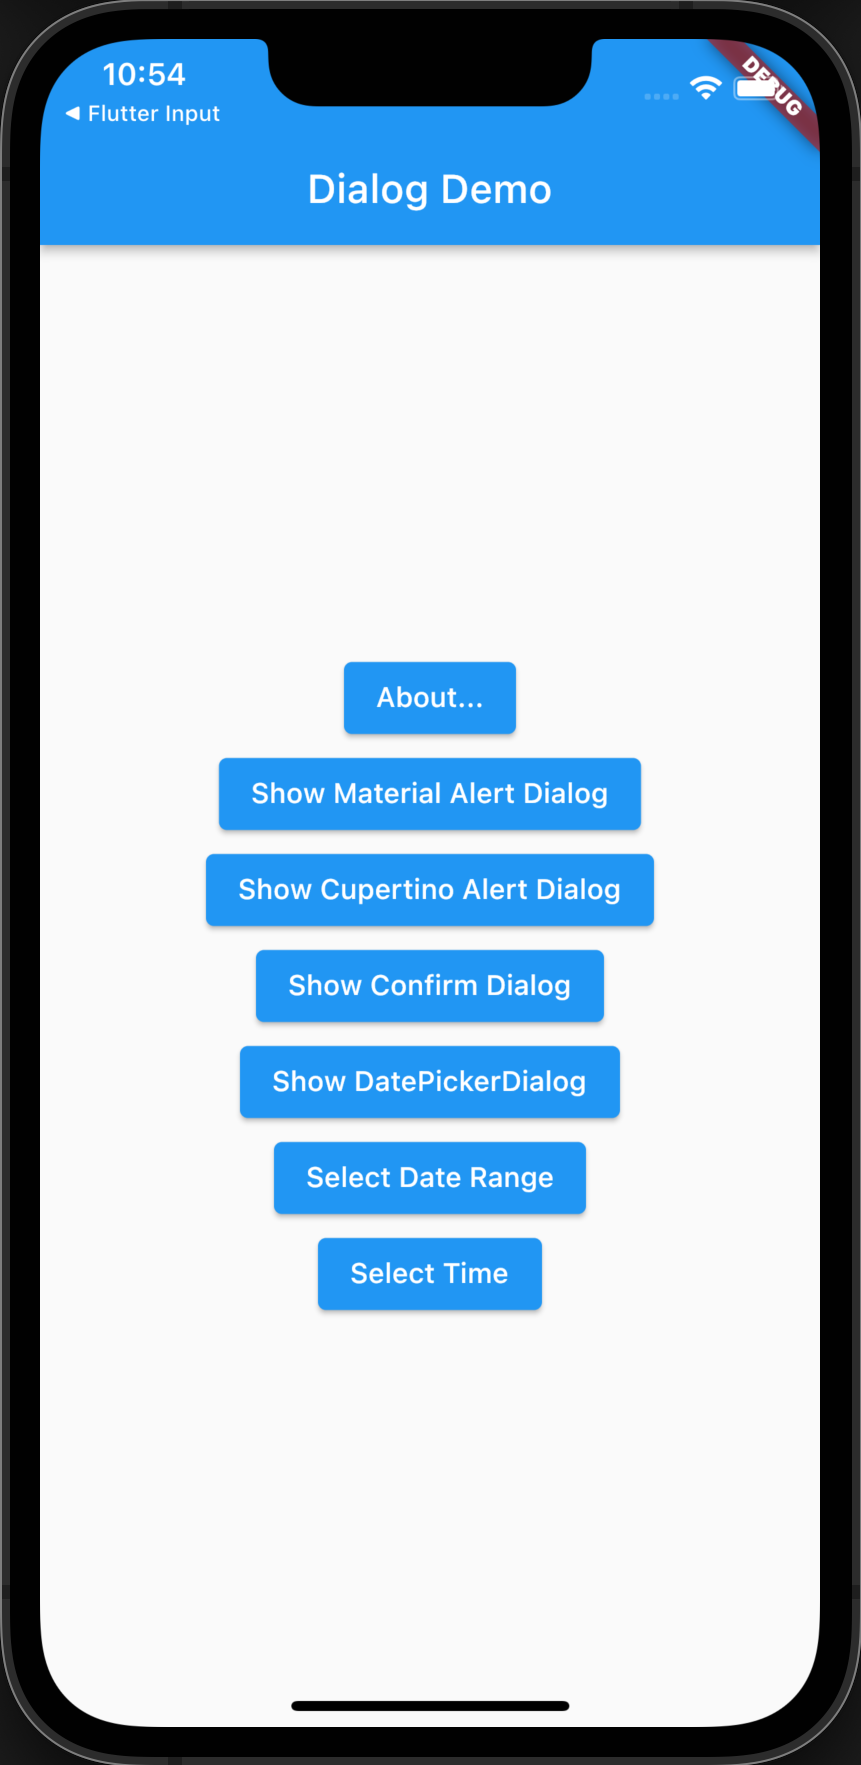 10:54
◀ Flutter Input
DEBUG
Dialog Demo
About...
Show Material Alert Dialog
Show Cupertino Alert Dialog
Show Confirm Dialog
Show DatePickerDialog
Select Date Range
Select Time